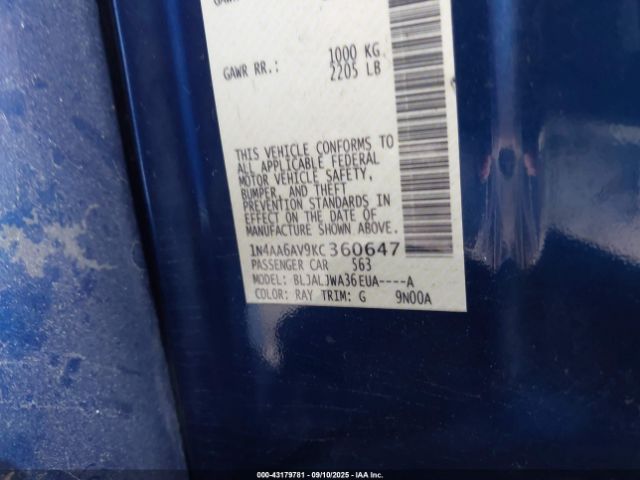 1000 KG
GAWR RR.: 2205 LB
THIS VEHICLE CONFORMS TO
ALL APPLICABLE FEDERAL
MOTOR VEHICLE SAFETY,
BUMPER, AND THEFT
PREVENTION STANDARDS IN
EFFECT ON THE DATE OF
MANUFACTURE SHOWN ABOVE.
1N4AA6AV9KC360647
PASSENGER CAR 563
MODEL: BLJALJWA36EUA----A
COLOR: RAY TRIM: G 9N00A
000-43179781 - 09/10/2025 - IAA Inc.